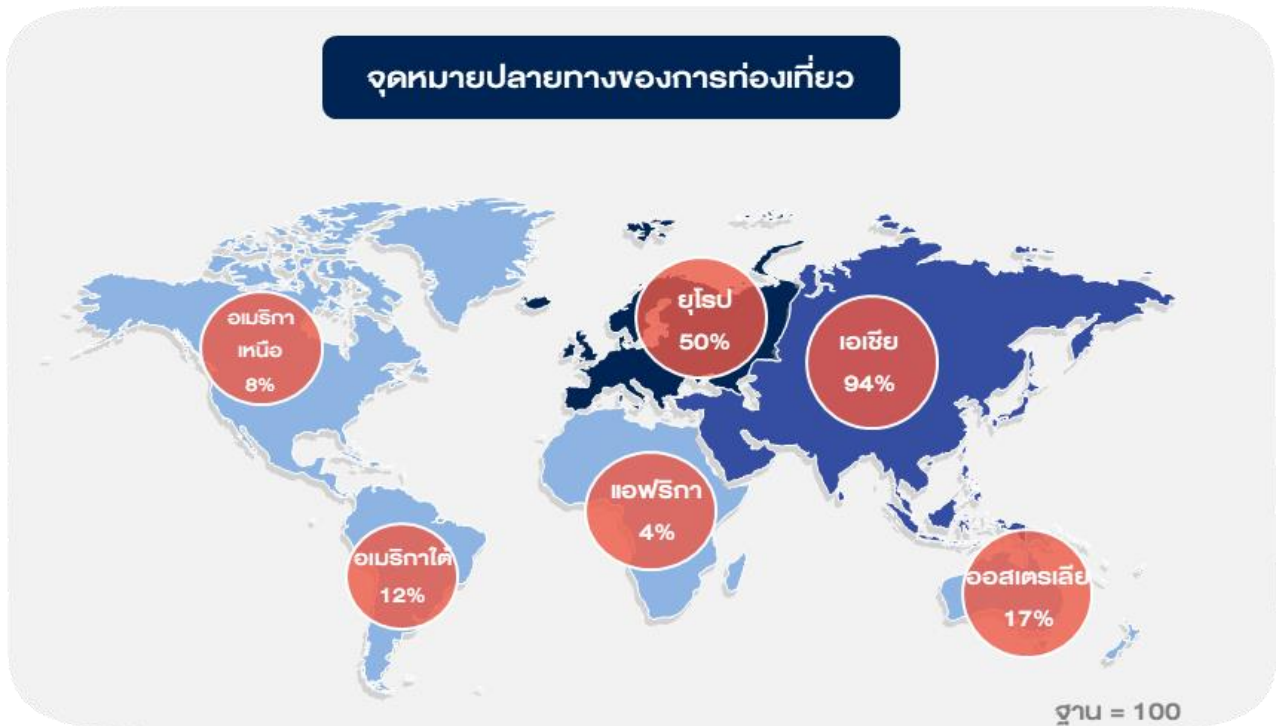 จุดหมายปลายทางของการท่องเที่ยว
อเมริกา
เหนือ
8%
ยุโรป
50%
เอเชีย
94%
แอฟริกา
4%
อเมริกาใต้
12%
ออสเตรเลีย
17%
ฐาน = 100